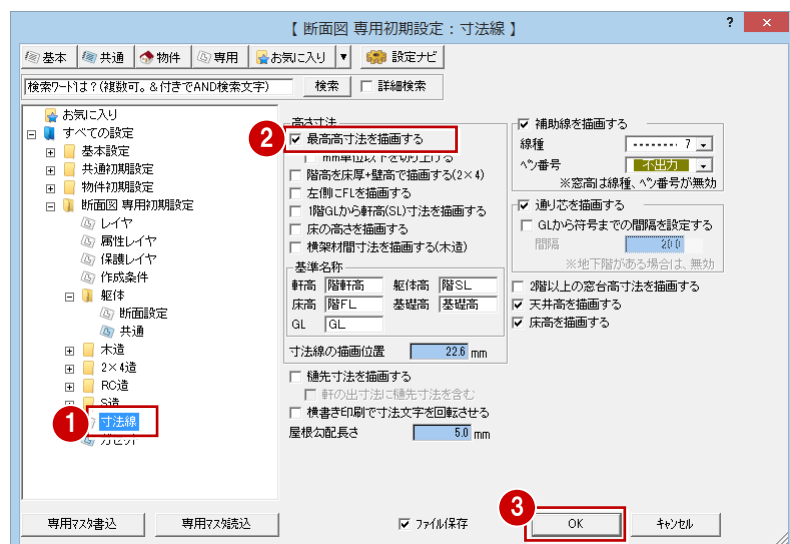 【 断面図 専用初期設定：寸法線 】
? ×
基本 共通 物件 専用 お気に入り ▼ 設定ナビ
検索ワードは？(複数可。＆付きでAND検索文字) 検索 詳細検索
お気に入り
すべての設定
基本設定
共通初期設定
物件初期設定
断面図 専用初期設定
レイヤ
属性レイヤ
保護レイヤ
作成条件
躯体
断面設定
共通
木造
2×4造
RC造
S造
1 寸法線
ガセット
高さ寸法
2 最高高寸法を描画する
mm単位以下を切り上げる
階高を床厚+壁高で描画する(2×4)
左側にFLを描画する
1階GLから軒高(SL)寸法を描画する
床の高さを描画する
横架材間寸法を描画する(木造)
基準名称
軒高 階軒高 躯体高 階SL
床高 階FL 基礎高 基礎高
GL GL
寸法線の描画位置 22.6 mm
樋先寸法を描画する
軒の出寸法に樋先寸法を含む
横書き印刷で寸法文字を回転させる
屋根勾配長さ 5.0 mm
補助線を描画する
線種 7
ペン番号 不出力
※窓高は線種、ペン番号が無効
通り芯を描画する
GLから符号までの間隔を設定する
間隔 20.0
※地下階がある場合は、無効
2階以上の窓台高寸法を描画する
天井高を描画する
床高を描画する
専用マスタ書込 専用マスタ読込 ファイル保存 3 OK キャンセル